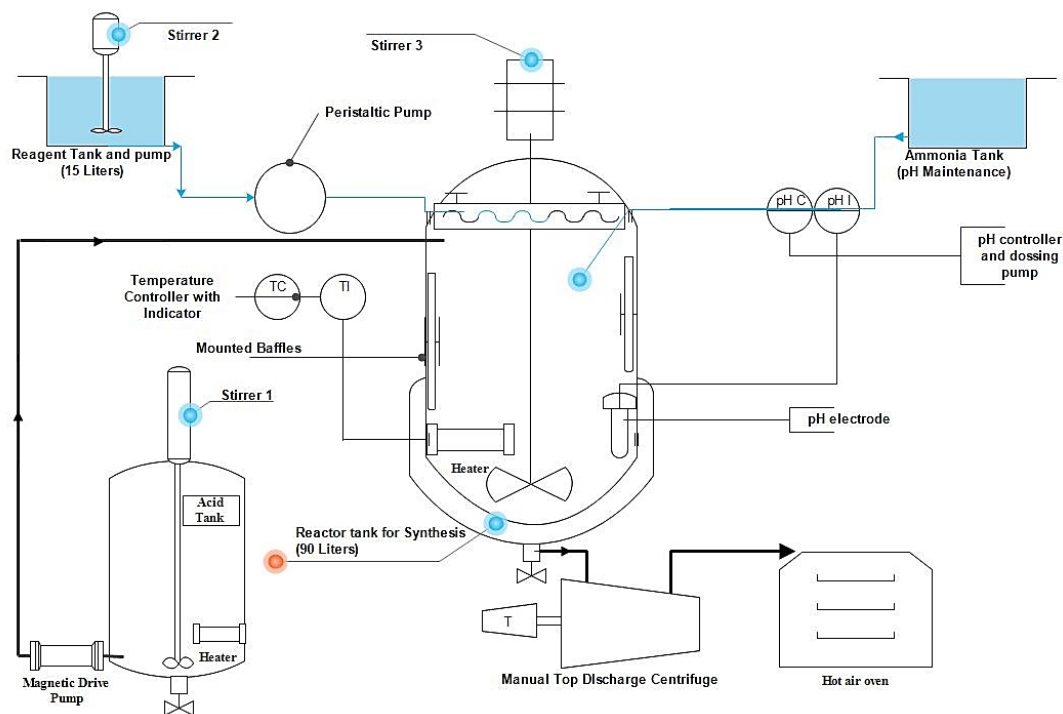 Stirrer 2
Stirrer 3
Peristaltic Pump
Reagent Tank and pump
(15 Liters)
Ammonia Tank
(pH Maintenance)
pH C
pH I
pH controller
and dossing
pump
Temperature
Controller with
Indicator
TC
TI
Mounted Baffles
Stirrer 1
pH electrode
Heater
Acid
Tank
Reactor tank for Synthesis
(90 Liters)
T
Heater
Magnetic Drive
Pump
Manual Top DIscharge Centrifuge
Hot air oven